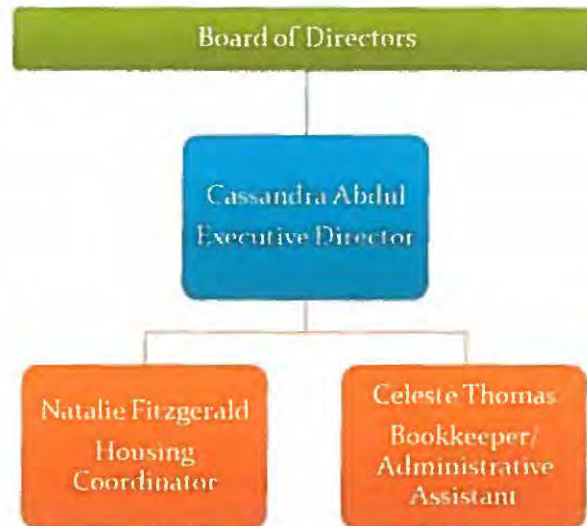 Board of Directors
Cassandra Abdul
Executive Director
Natalie Fitzgerald
Housing
Coordinator
Celeste Thomas
Bookkeeper/
Administrative
Assistant